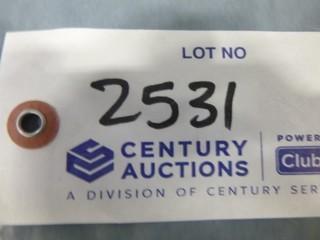 LOT NO
2531
CENTURY
AUCTIONS
POWER
Club
A DIVISION OF CENTURY SER